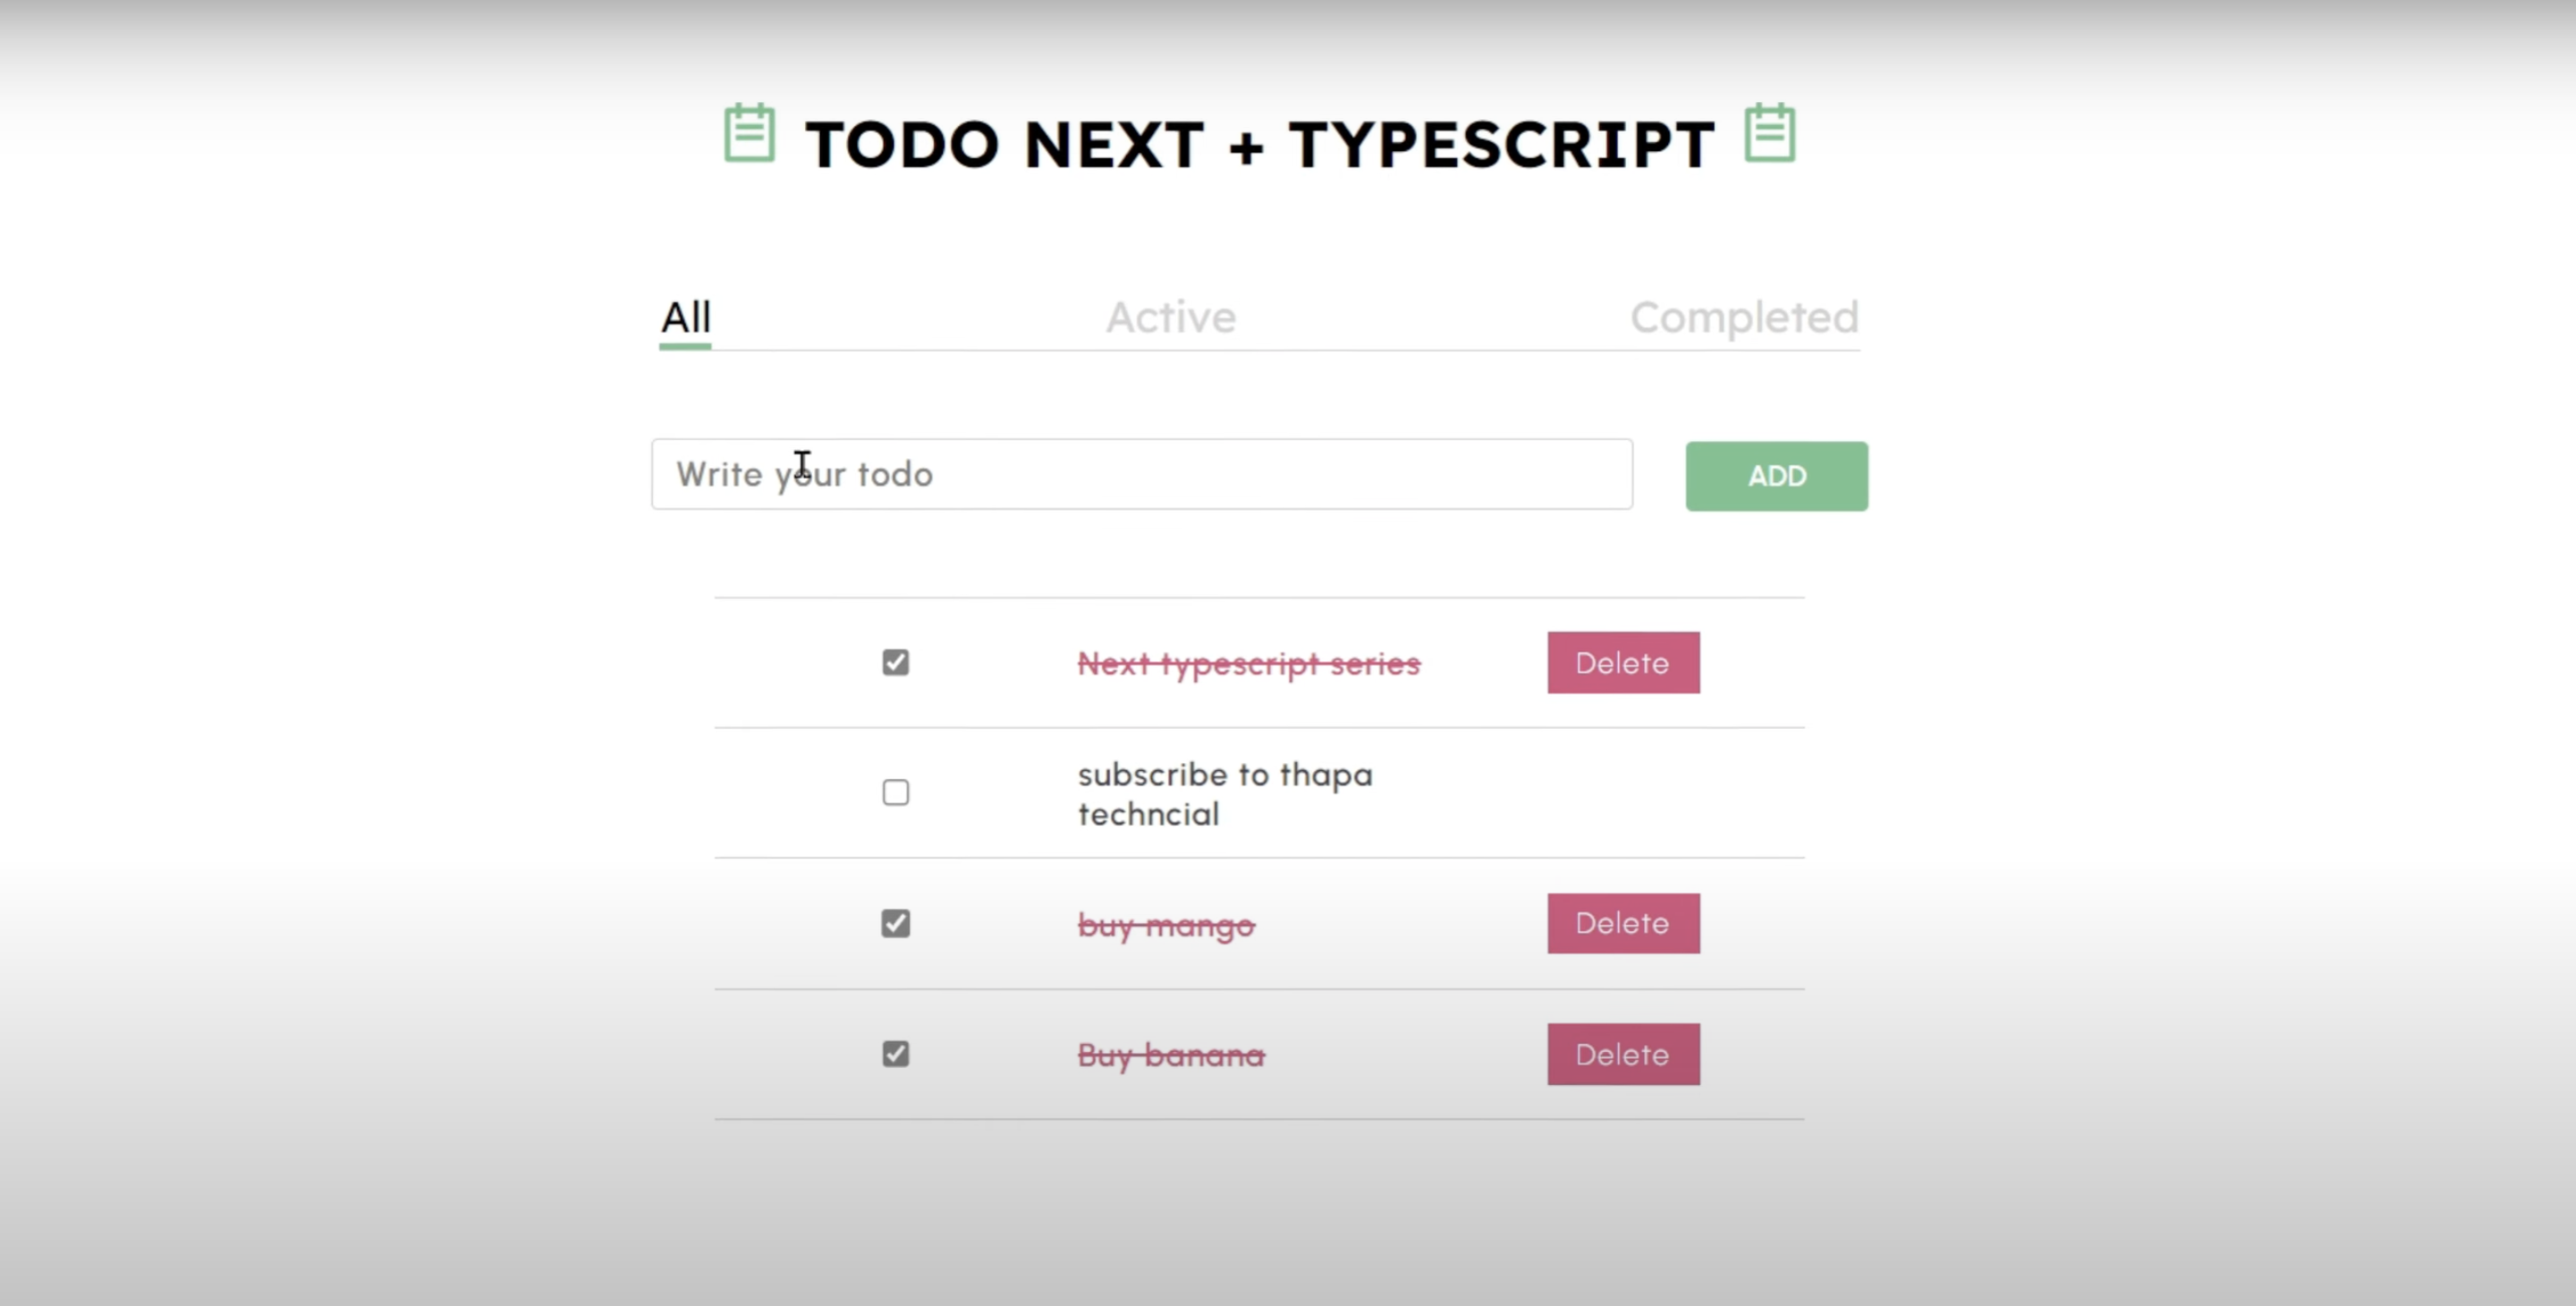 TODO NEXT + TYPESCRIPT
All Active Completed
Write your todo ADD
Next typescript series Delete
subscribe to thapa
techncial
buy mango Delete
Buy banana Delete